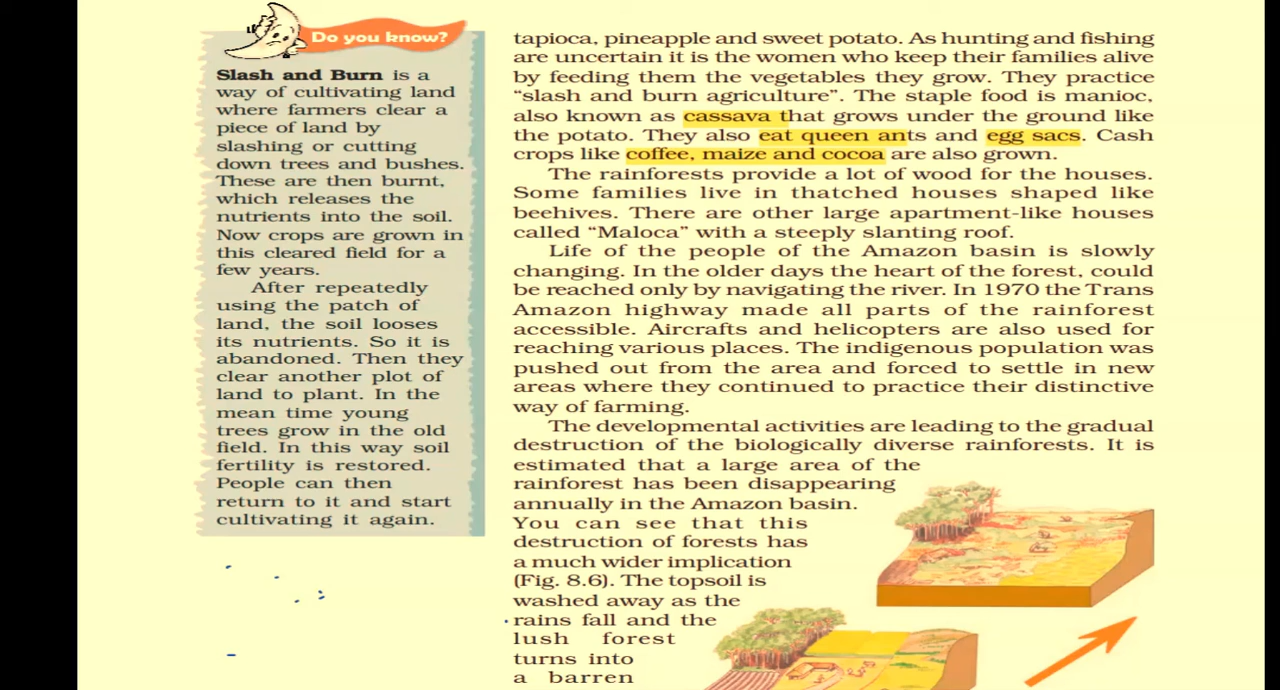 Do you know?
Slash and Burn is a
way of cultivating land
where farmers clear a
piece of land by
slashing or cutting
down trees and bushes.
These are then burnt,
which releases the
nutrients into the soil.
Now crops are grown in
this cleared field for a
few years.
After repeatedly
using the patch of
land, the soil looses
its nutrients. So it is
abandoned. Then they
clear another plot of
land to plant. In the
mean time young
trees grow in the old
field. In this way soil
fertility is restored.
People can then
return to it and start
cultivating it again.
tapioca, pineapple and sweet potato. As hunting and fishing
are uncertain it is the women who keep their families alive
by feeding them the vegetables they grow. They practice
“slash and burn agriculture”. The staple food is manioc,
also known as cassava that grows under the ground like
the potato. They also eat queen ants and egg sacs. Cash
crops like coffee, maize and cocoa are also grown.
The rainforests provide a lot of wood for the houses.
Some families live in thatched houses shaped like
beehives. There are other large apartment-like houses
called “Maloca” with a steeply slanting roof.
Life of the people of the Amazon basin is slowly
changing. In the older days the heart of the forest, could
be reached only by navigating the river. In 1970 the Trans
Amazon highway made all parts of the rainforest
accessible. Aircrafts and helicopters are also used for
reaching various places. The indigenous population was
pushed out from the area and forced to settle in new
areas where they continued to practice their distinctive
way of farming.
The developmental activities are leading to the gradual
destruction of the biologically diverse rainforests. It is
estimated that a large area of the
rainforest has been disappearing
annually in the Amazon basin.
You can see that this
destruction of forests has
a much wider implication
(Fig. 8.6). The topsoil is
washed away as the
rains fall and the
lush forest
turns into
a barren